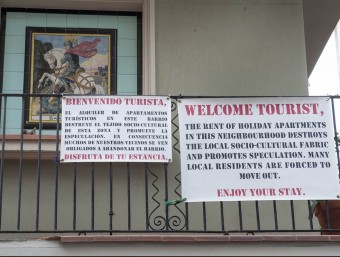 BIENVENIDO TURISTA,
EL ALQUILER DE APARTAMENTOS
TURÍSTICOS EN ESTE BARRIO
DESTRUYE EL TEJIDO SOCIO-CULTURAL
DE ESTA ZONA Y PROMUEVE LA
ESPECULACIÓN. EN CONSECUENCIA
MUCHOS DE NUESTROS VECINOS SE VEN
OBLIGADOS A ABANDONAR EL BARRIO.
DISFRUTA DE TU ESTANCIA.
WELCOME TOURIST,
THE RENT OF HOLIDAY APARTMENTS
IN THIS NEIGHBOURHOOD DESTROYS
THE LOCAL SOCIO-CULTURAL FABRIC
AND PROMOTES SPECULATION. MANY
LOCAL RESIDENTS ARE FORCED TO
MOVE OUT.
ENJOY YOUR STAY.